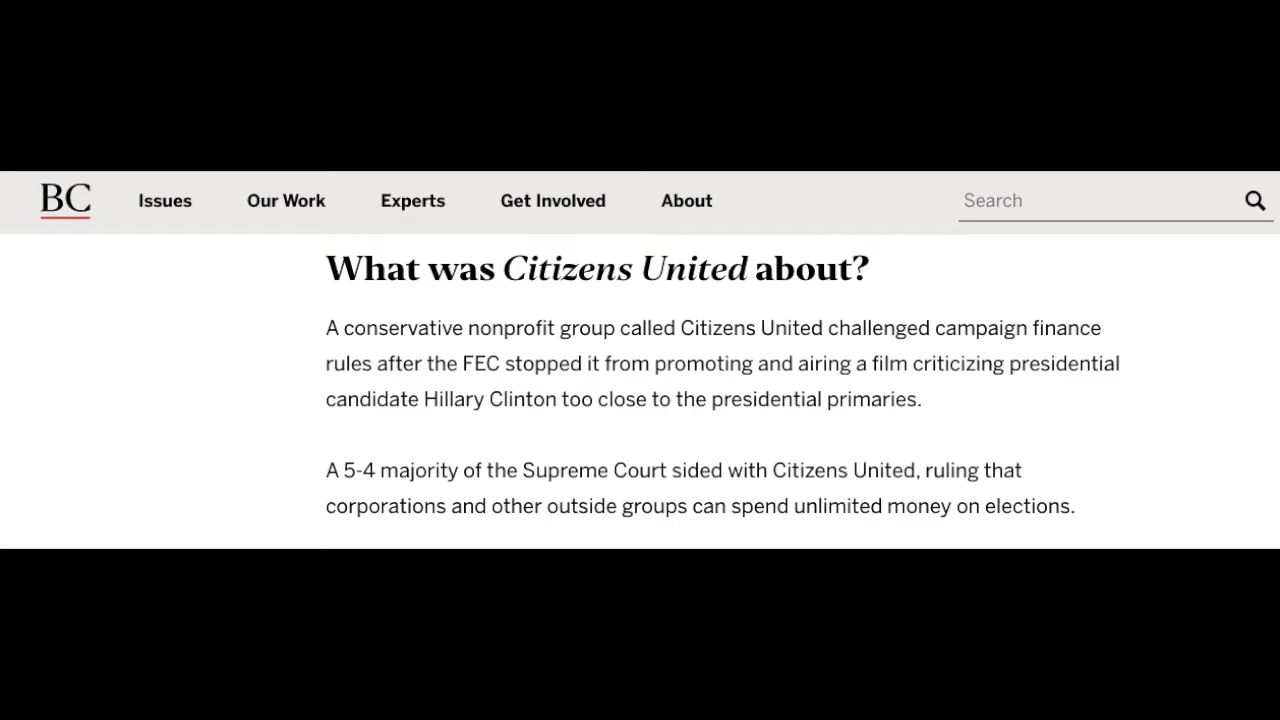 BC Issues Our Work Experts Get Involved About Search
What was Citizens United about?
A conservative nonprofit group called Citizens United challenged campaign finance
rules after the FEC stopped it from promoting and airing a film criticizing presidential
candidate Hillary Clinton too close to the presidential primaries.
A 5-4 majority of the Supreme Court sided with Citizens United, ruling that
corporations and other outside groups can spend unlimited money on elections.